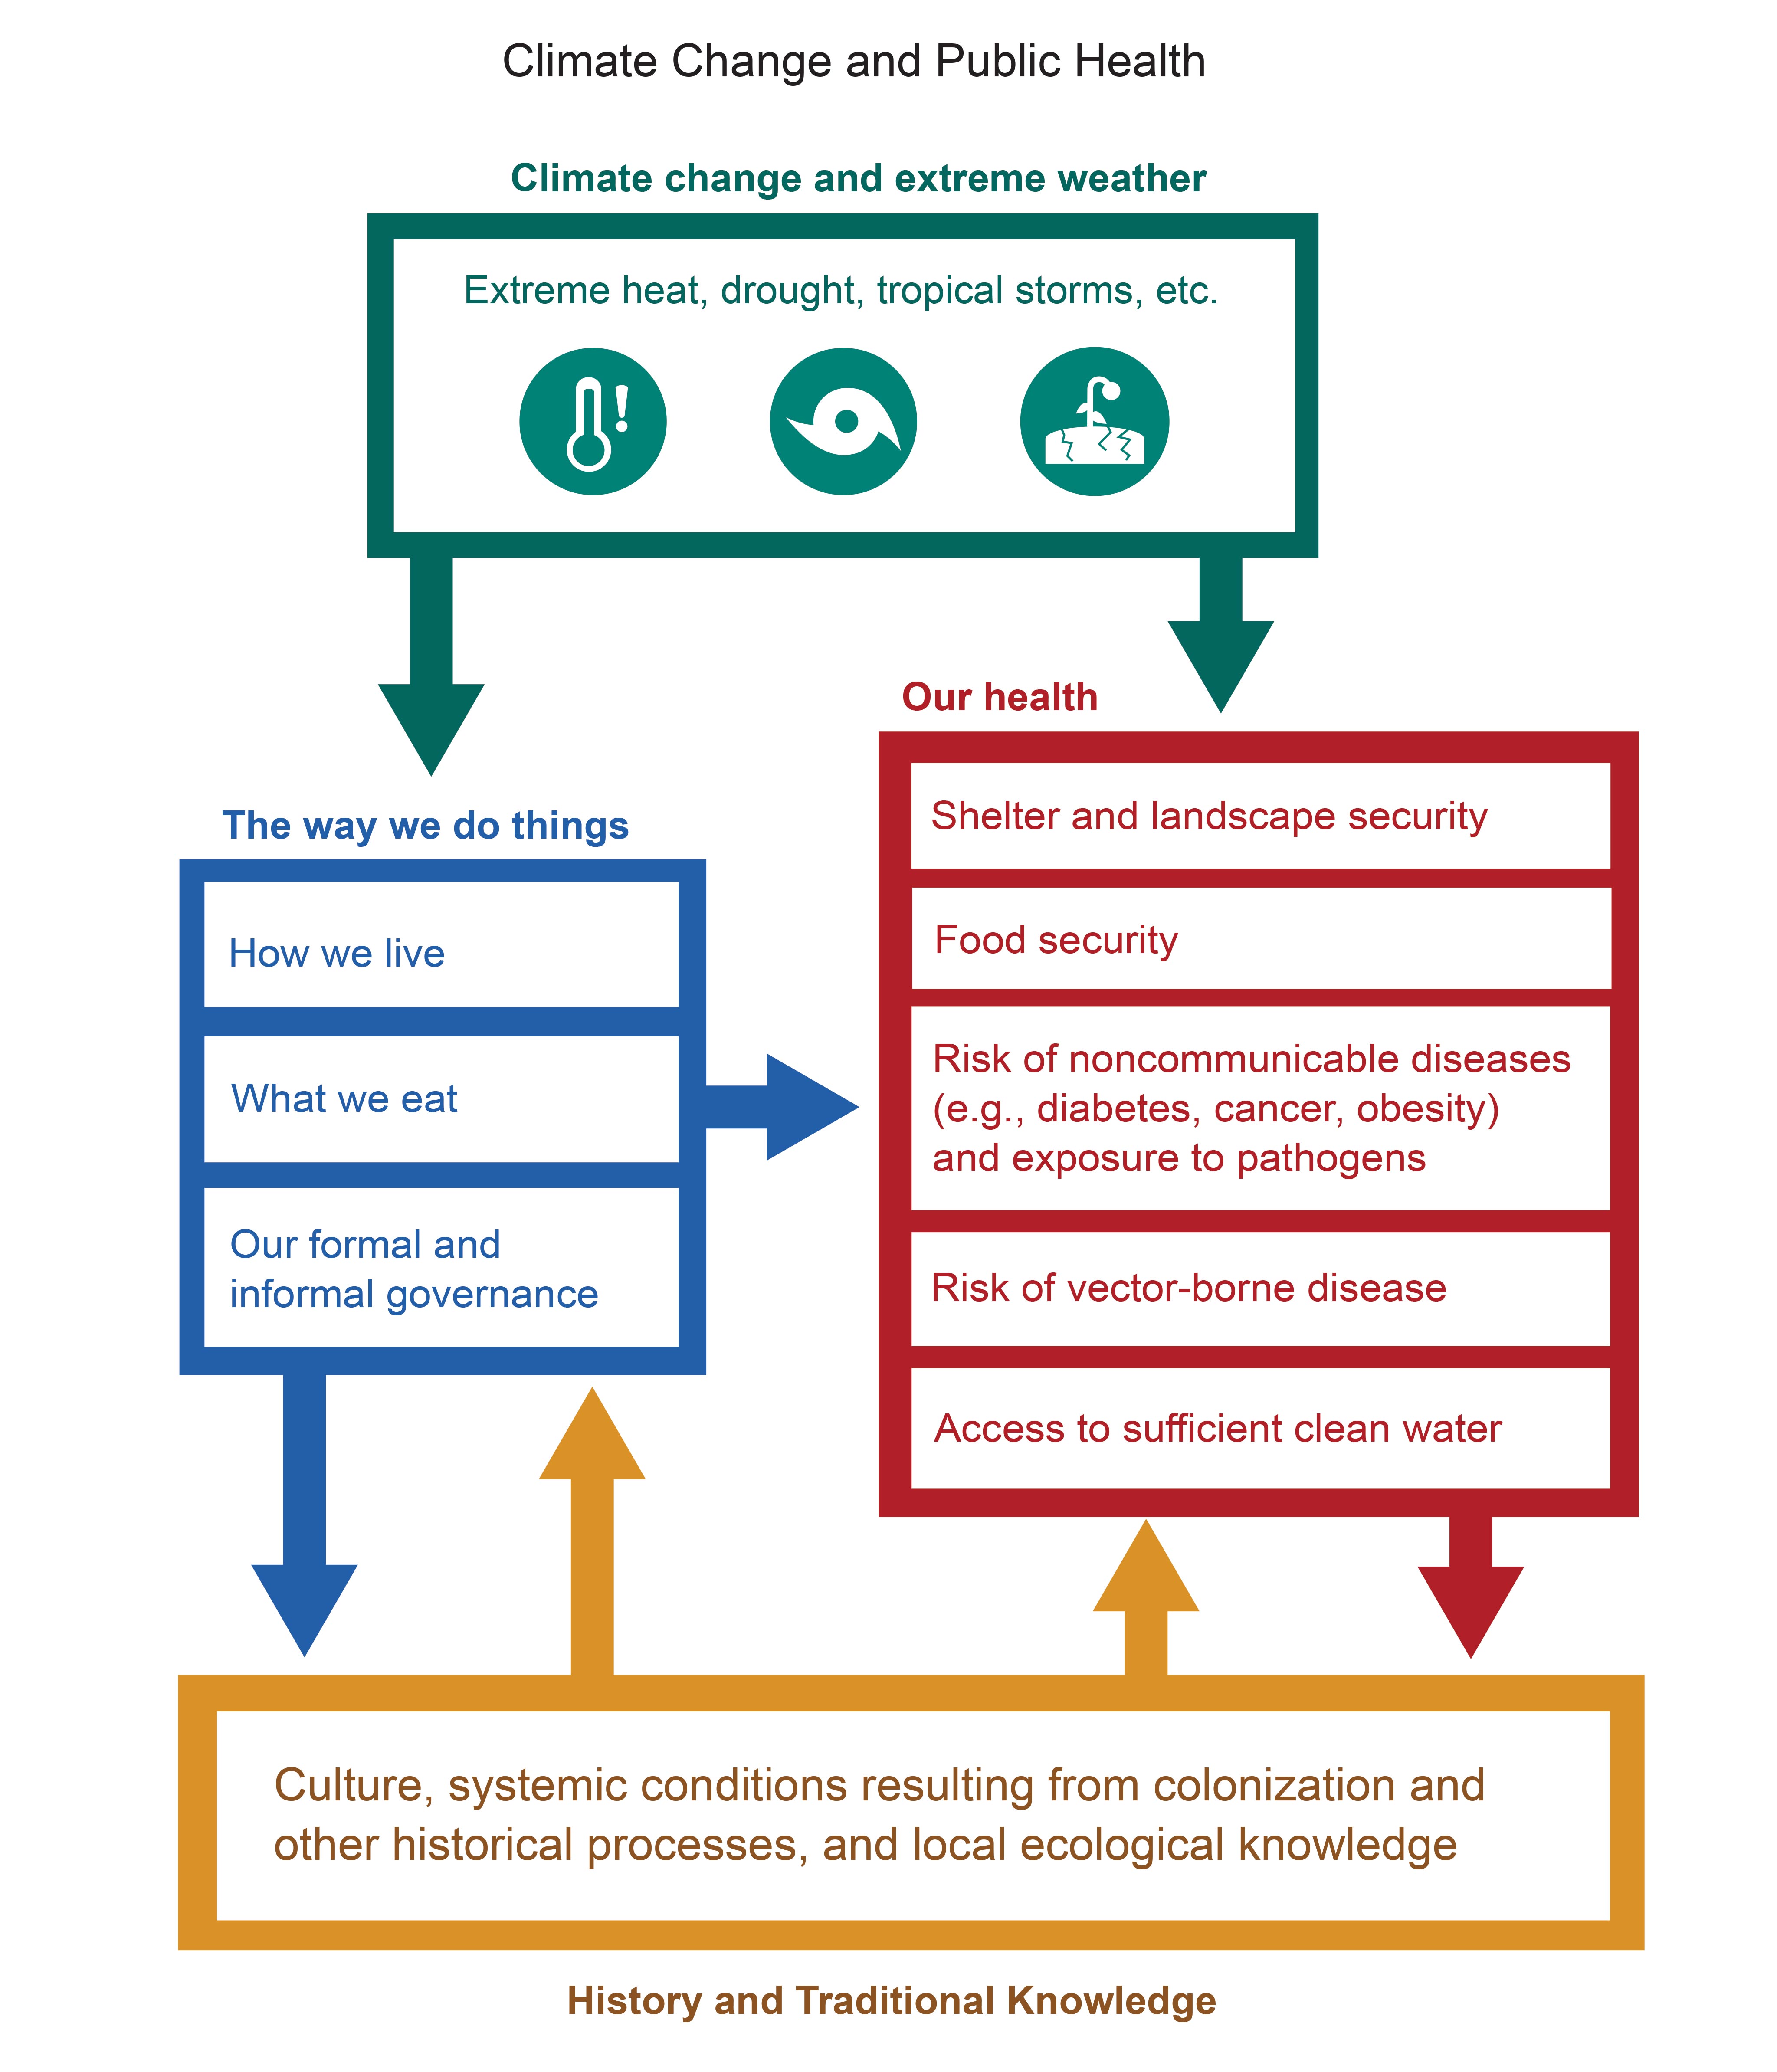 Climate Change and Public Health
Climate change and extreme weather
Extreme heat, drought, tropical storms, etc.
!
The way we do things
How we live
What we eat
Our formal and
informal governance
Our health
Shelter and landscape security
Food security
Risk of noncommunicable diseases
(e.g., diabetes, cancer, obesity)
and exposure to pathogens
Risk of vector-borne disease
Access to sufficient clean water
Culture, systemic conditions resulting from colonization and
other historical processes, and local ecological knowledge
History and Traditional Knowledge